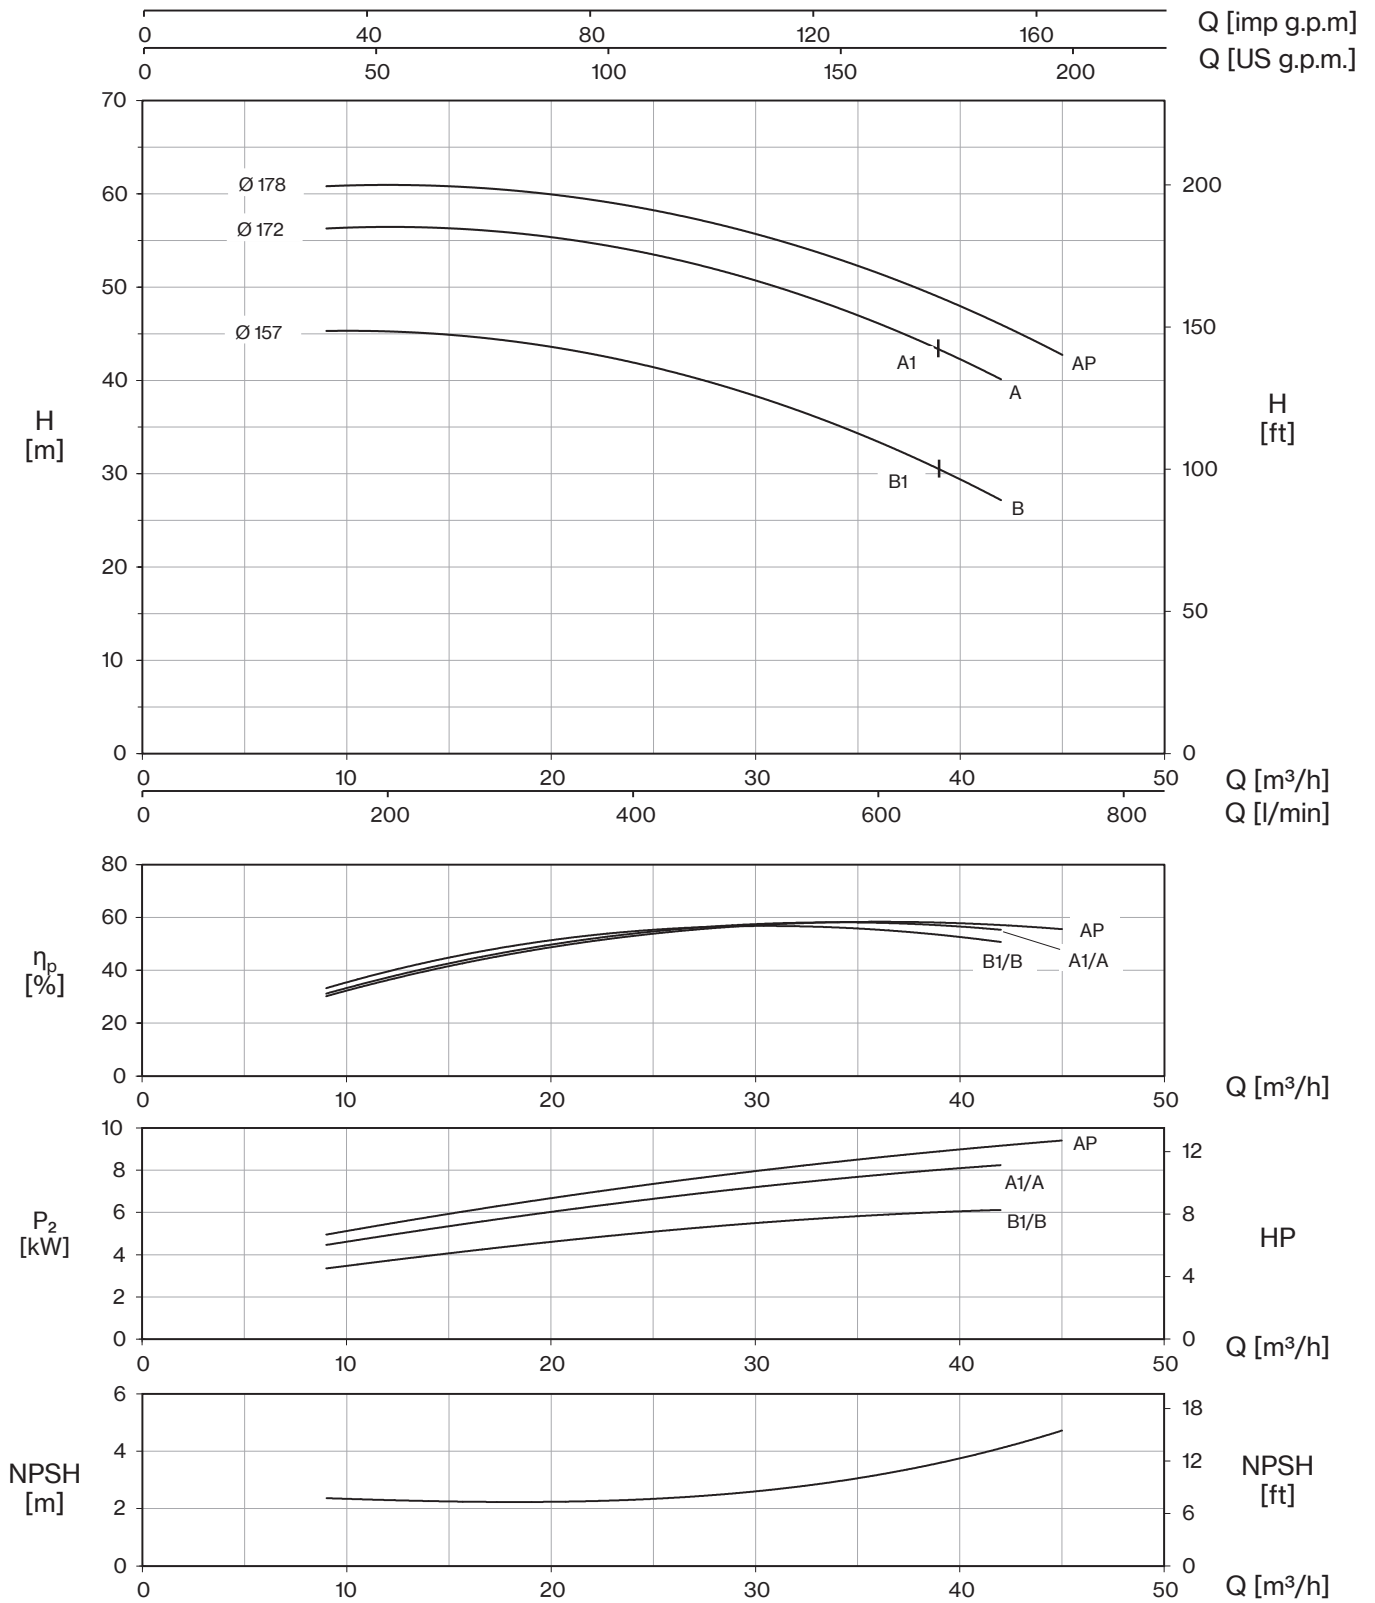 0 40 80 120 160 Q [imp g.p.m]
0 50 100 150 200 Q [US g.p.m.]
70
Ø 178 60 200
Ø 172
50
Ø 157 150
A1 AP
40 A
H [m]
H [ft]
30 100
B1 B
20
50
10
0 0
0 10 20 30 40 50 Q [m³/h]
0 200 400 600 800 Q [l/min]
80
60
AP
ηp [%]
B1/B A1/A
40
20
0
0 10 20 30 40 50 Q [m³/h]
10
AP 12
8
A1/A
6 8
B1/B
P₂ [kW]
HP
4 4
2
0 0
0 10 20 30 40 50 Q [m³/h]
6
18
4 12
NPSH [m]
NPSH [ft]
2 6
0 0
0 10 20 30 40 50 Q [m³/h]